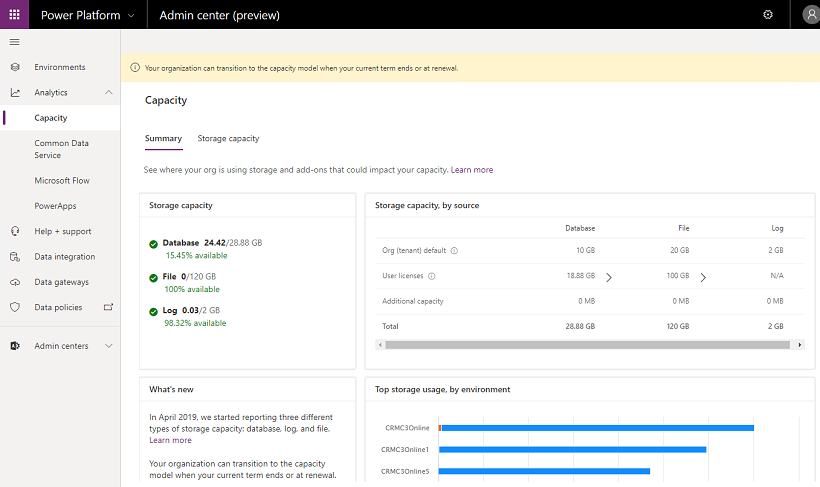 Power Platform
Admin center (preview)
Environments
Analytics
Capacity
Common Data
Service
Microsoft Flow
PowerApps
Help + support
Data integration
Data gateways
Data policies
Admin centers
Your organization can transition to the capacity model when your current term ends or at renewal.
Capacity
Summary
Storage capacity
See where your org is using storage and add-ons that could impact your capacity. Learn more
Storage capacity
Database 24.42/28.88 GB
15.45% available
File 0/120 GB
100% available
Log 0.03/2 GB
98.32% available
Storage capacity, by source
Database File Log
Org (tenant) default 10 GB 20 GB 2 GB
User licenses 18.88 GB 100 GB N/A
Additional capacity 0 MB 0 MB 0 MB
Total 28.88 GB 120 GB 2 GB
What's new
In April 2019, we started reporting three different
types of storage capacity: database, log, and file.
Learn more
Your organization can transition to the capacity
model when your current term ends or at renewal.
Top storage usage, by environment
CRMC3Online
CRMC3Online1
CRMC3Online5